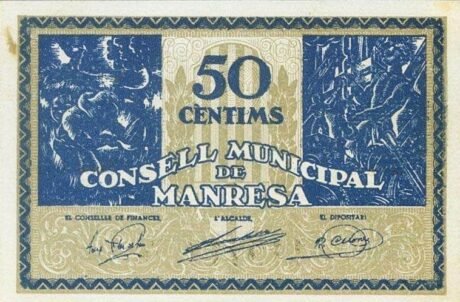 50
CENTIMS
CONSELL MUNICIPAL
DE
MANRESA
EL CONSELLER DE FINANCES, L'ALCALDE, EL DIPOSITARI